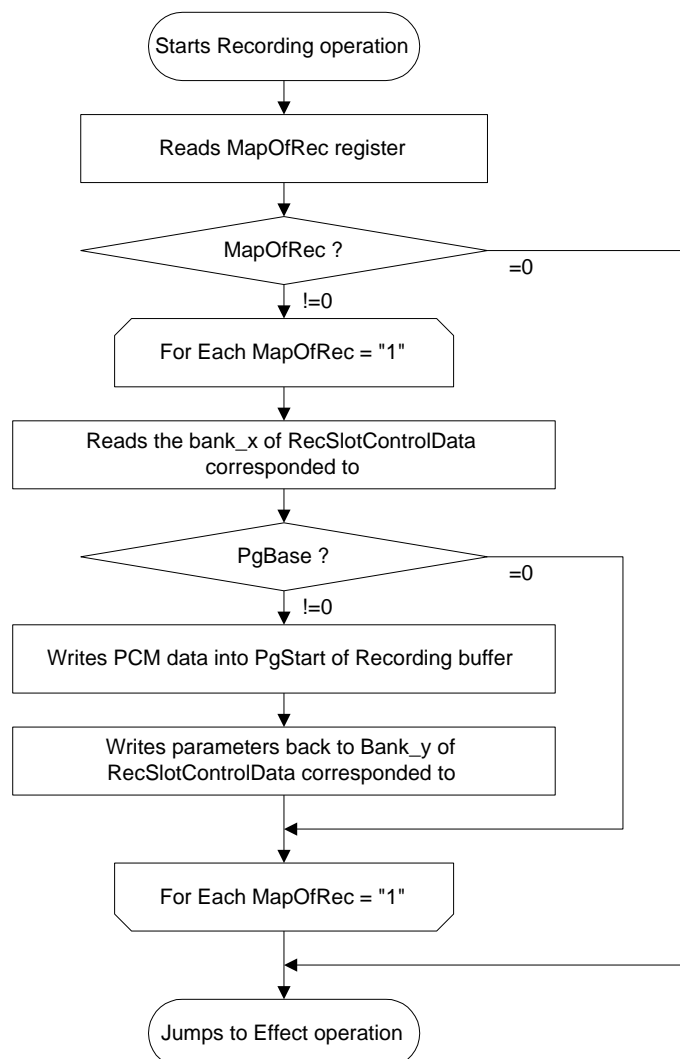 Starts Recording operation
Reads MapOfRec register
MapOfRec ?
=0
!=0
For Each MapOfRec = "1"
Reads the bank_x of RecSlotControlData
corresponded to
PgBase ?
=0
!=0
Writes PCM data into PgStart of Recording buffer
Writes parameters back to Bank_y of
RecSlotControlData corresponded to
For Each MapOfRec = "1"
Jumps to Effect operation